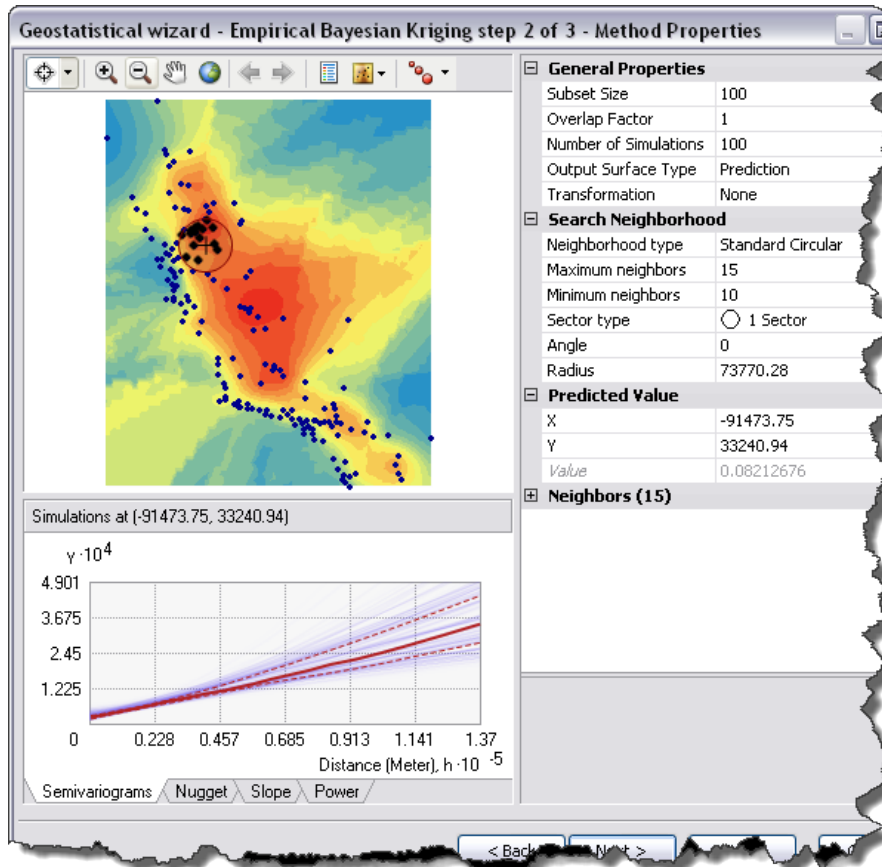 Geostatistical wizard - Empirical Bayesian Kriging step 2 of 3 - Method Properties
General Properties
Subset Size 100
Overlap Factor 1
Number of Simulations 100
Output Surface Type Prediction
Transformation None
Search Neighborhood
Neighborhood type Standard Circular
Maximum neighbors 15
Minimum neighbors 10
Sector type 1 Sector
Angle 0
Radius 73770.28
Predicted Value
X -91473.75
Y 33240.94
Value 0.08212676
Neighbors (15)
Simulations at (-91473.75, 33240.94)
γ ·10⁴
4.901
3.675
2.45
1.225
0 0.228 0.457 0.685 0.913 1.141 1.37
Distance (Meter), h ·10 ⁻⁵
Semivariograms Nugget Slope Power
< Back Next >